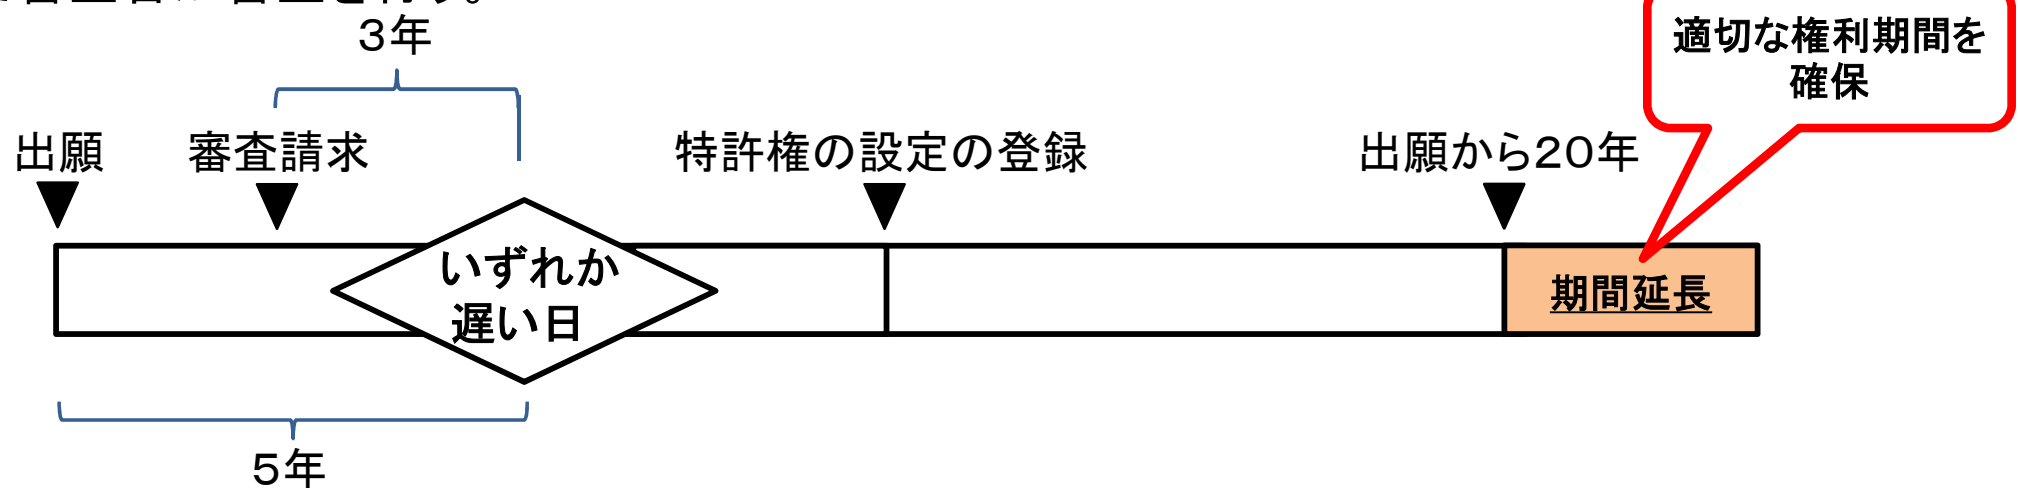 3年
適切な権利期間を
確保
出願
審査請求
特許権の設定の登録
出願から20年
いずれか
遅い日
期間延長
5年